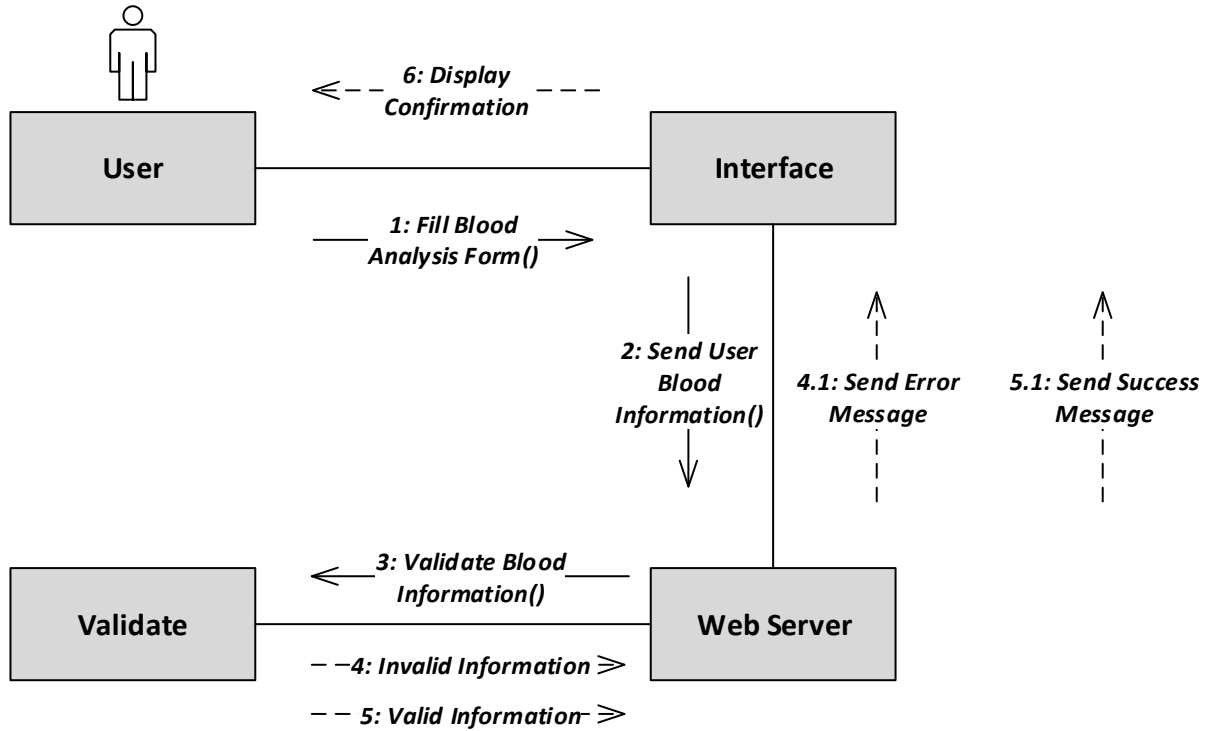 6: Display
Confirmation
User
Interface
1: Fill Blood
Analysis Form()
2: Send User
Blood
Information()
4.1: Send Error
Message
5.1: Send Success
Message
3: Validate Blood
Information()
Validate
Web Server
4: Invalid Information
5: Valid Information